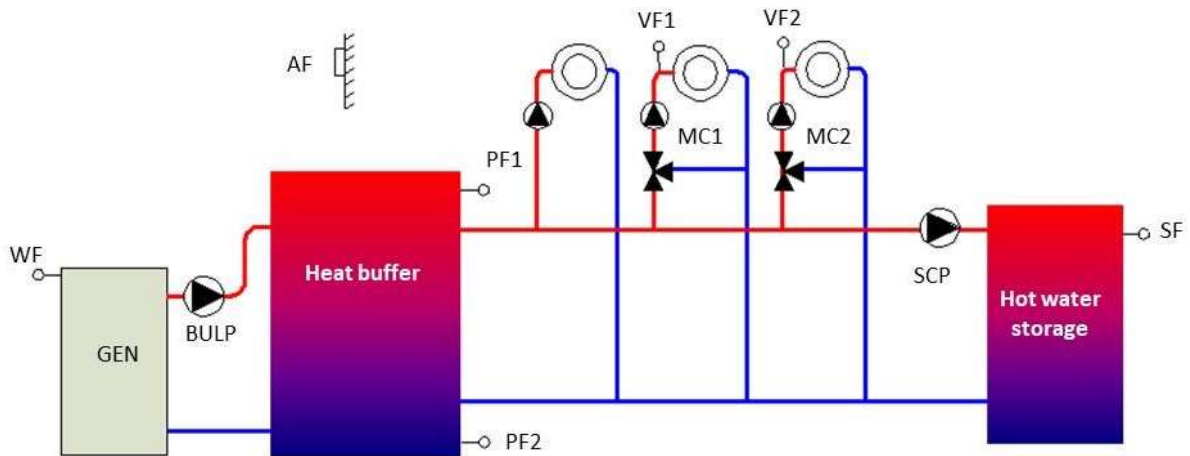 VF1
VF2
AF
MC1
MC2
PF1
WF
Heat buffer
SF
SCP
Hot water
storage
BULP
GEN
PF2